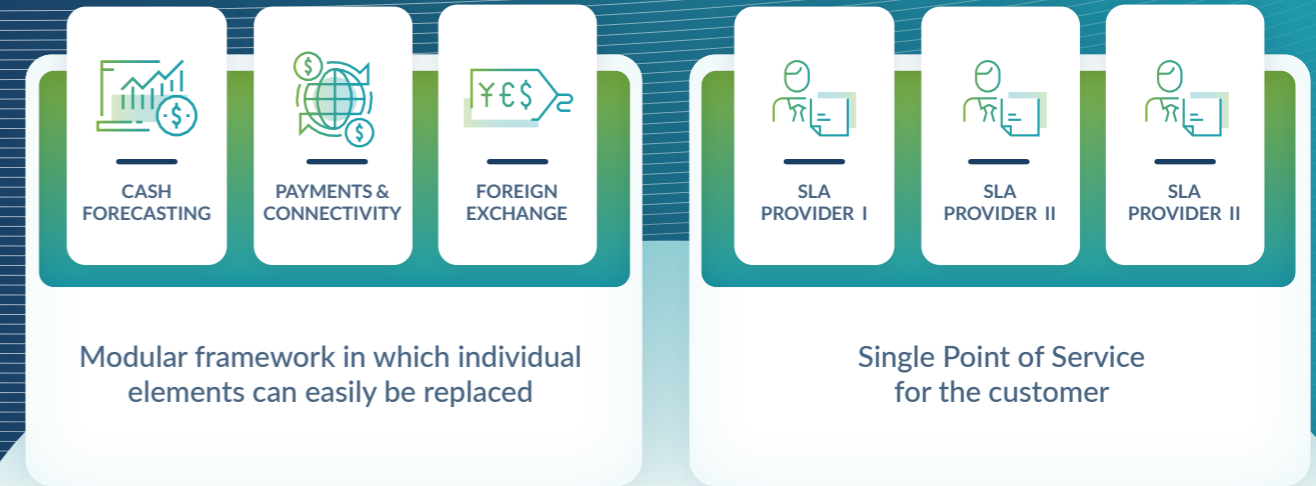 ¥€$
$
$
$
CASH
FORECASTING
PAYMENTS &
CONNECTIVITY
FOREIGN
EXCHANGE
Modular framework in which individual
elements can easily be replaced
SLA
PROVIDER I
SLA
PROVIDER II
SLA
PROVIDER II
Single Point of Service
for the customer